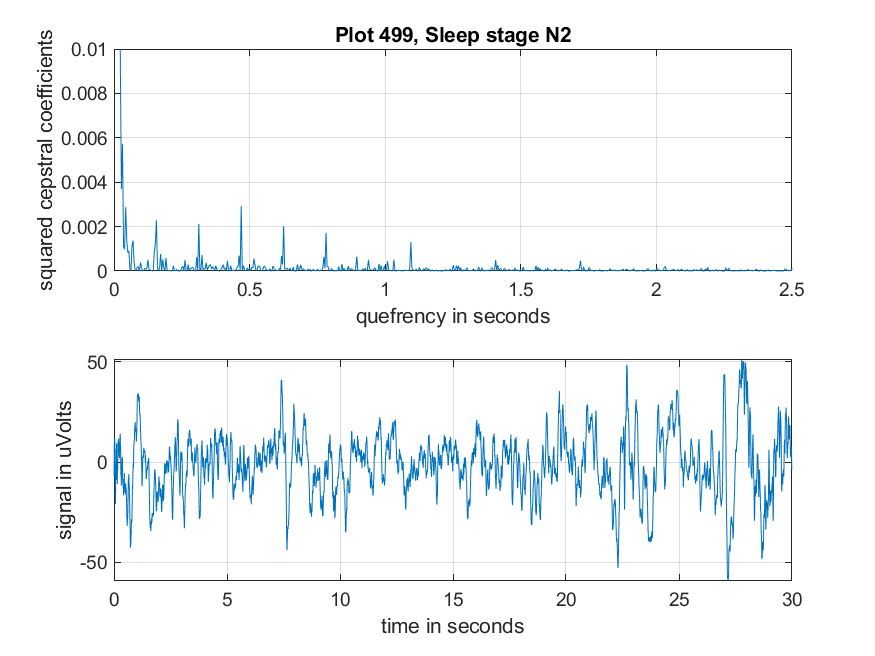 Plot 499, Sleep stage N2
squared cepstral coefficients
0.01
0.008
0.006
0.004
0.002
0
0 0.5 1 1.5 2 2.5
quefrency in seconds
signal in uVolts
50
0
-50
0 5 10 15 20 25 30
time in seconds